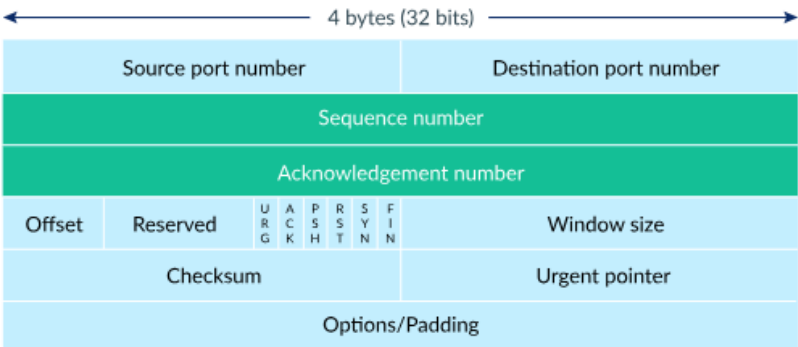 4 bytes (32 bits)
Source port number Destination port number
Sequence number
Acknowledgement number
Offset Reserved URG ACK PSH RST SYN FIN Window size
Checksum Urgent pointer
Options/Padding